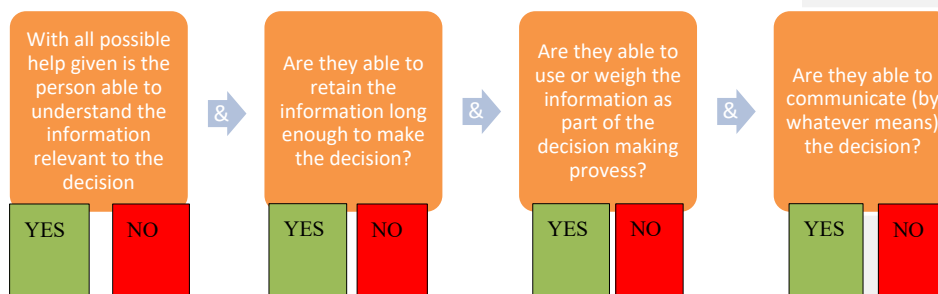 With all possible
help given is the
person able to
understand the
information
relevant to the
decision
&
Are they able to
retain the
information long
enough to make
the decision?
&
Are they able to
use or weigh the
information as
part of the
decision making
provess?
&
Are they able to
communicate (by
whatever means)
the decision?
YES
NO
YES
NO
YES
NO
YES
NO